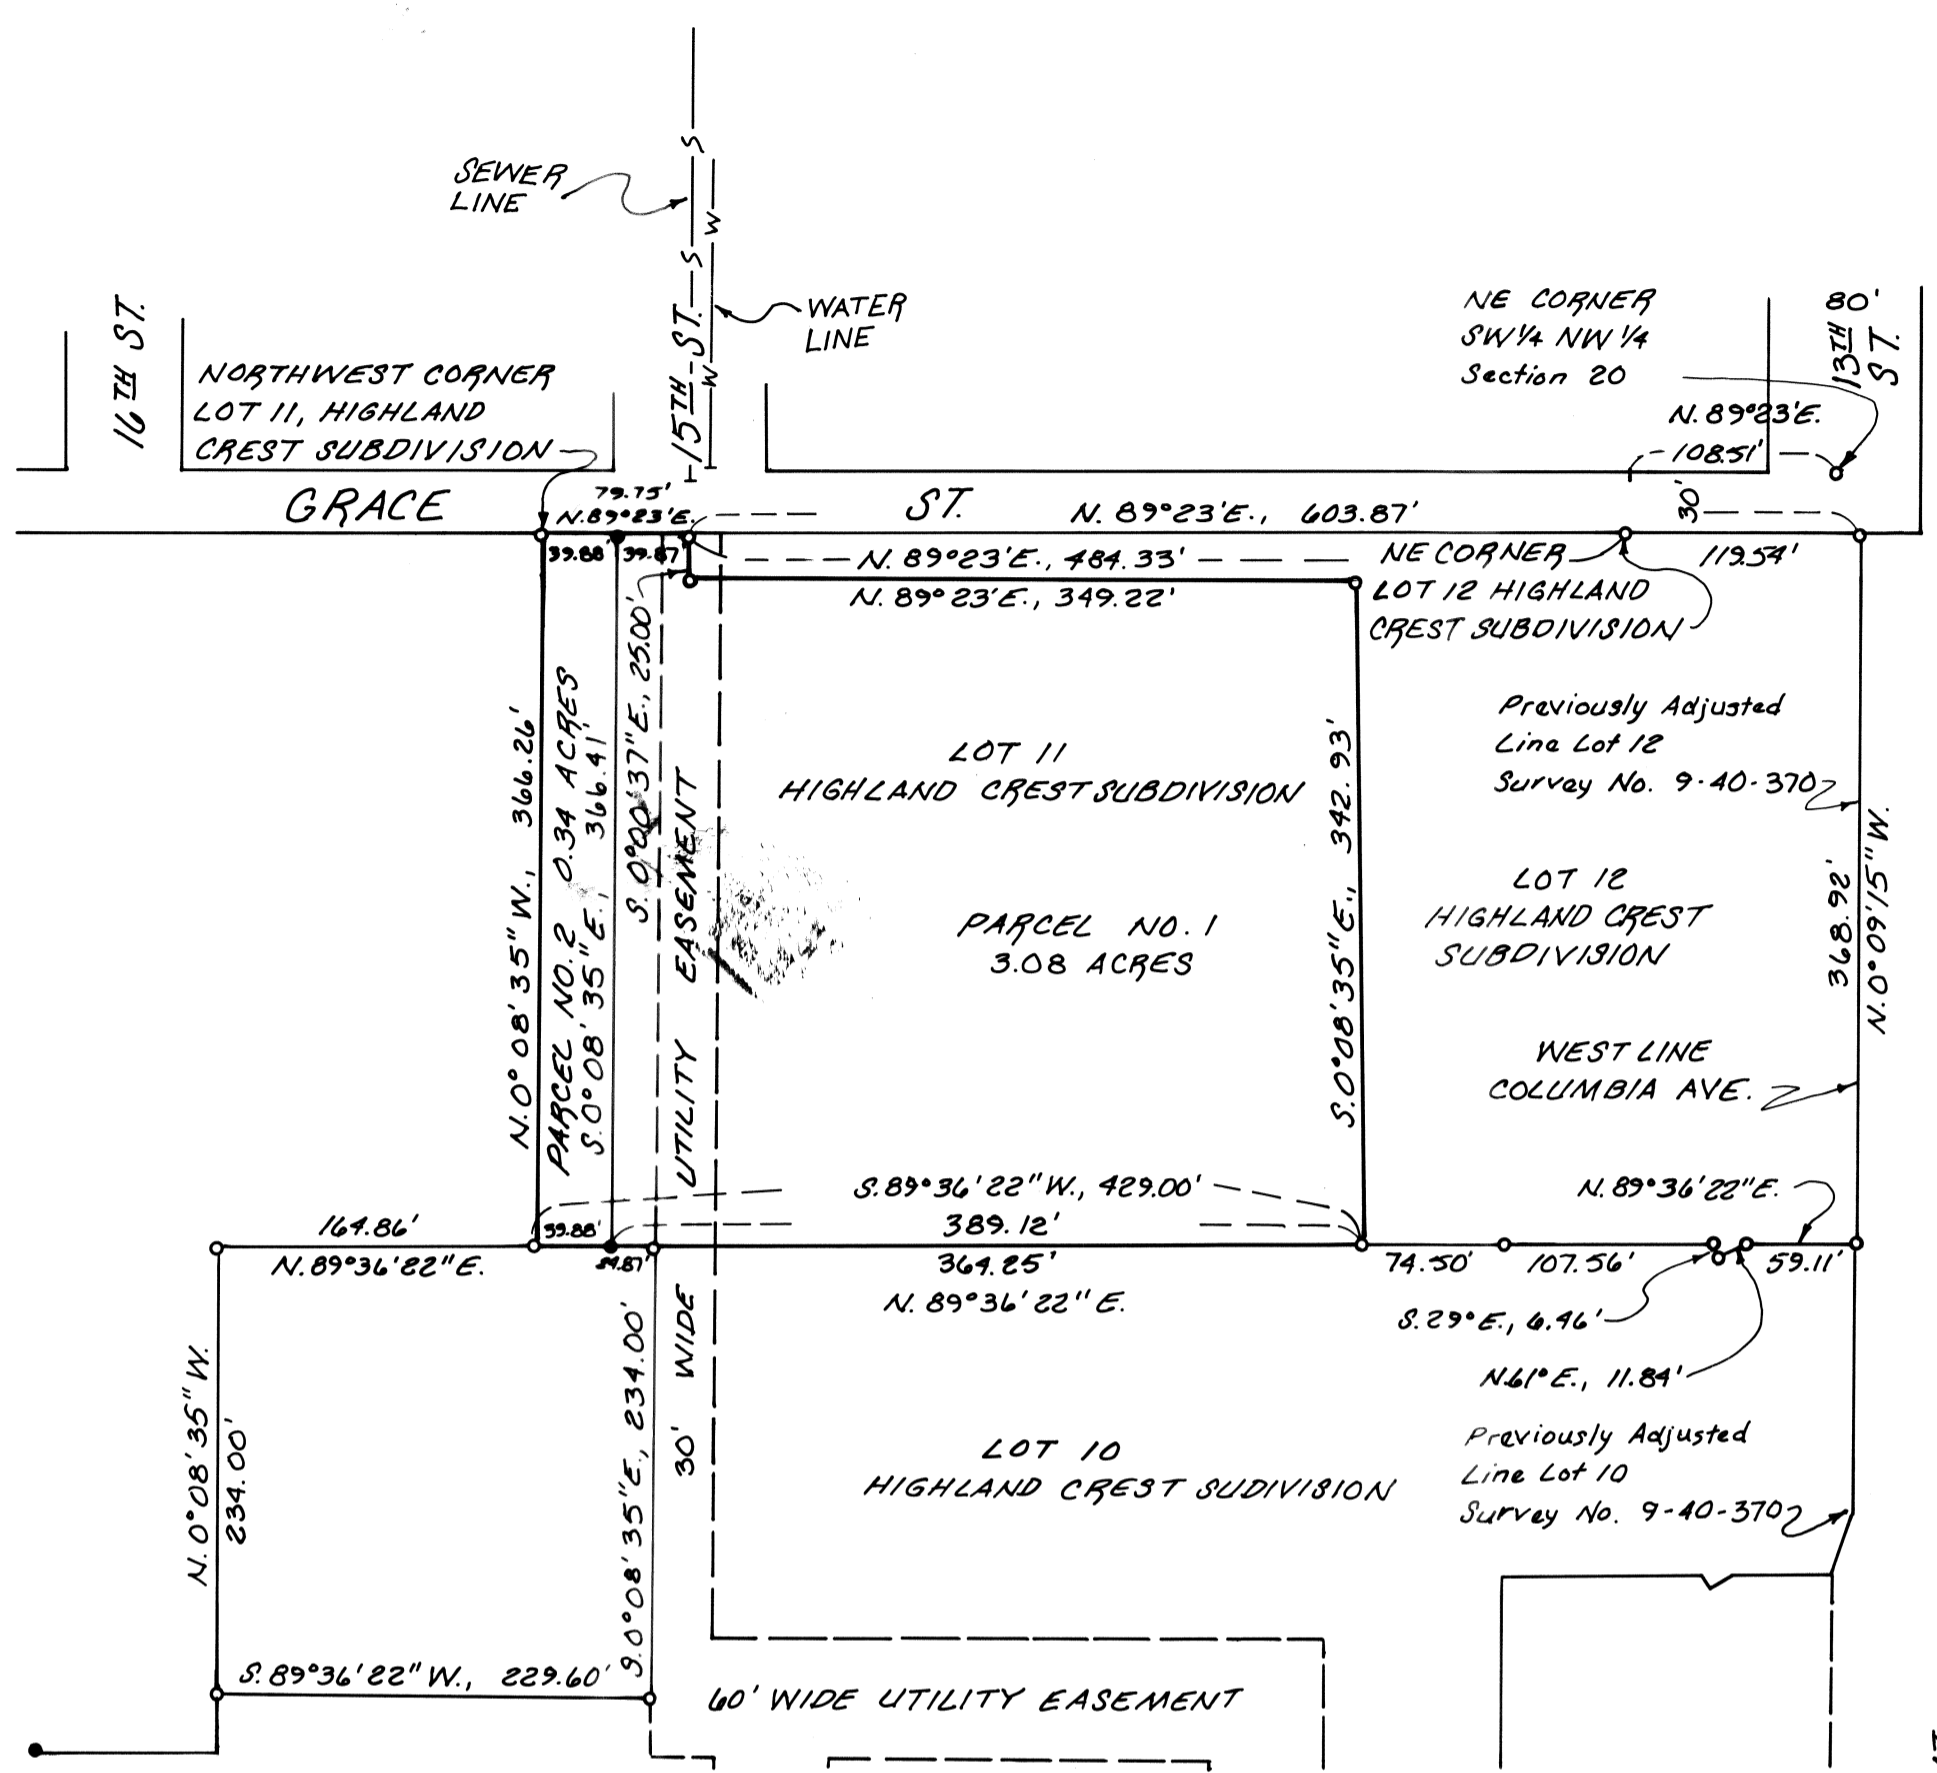 SEWER
LINE
S
W
S
W
15TH ST.
WATER
LINE
16TH ST.
NORTHWEST CORNER
LOT 11, HIGHLAND
CREST SUBDIVISION
NE CORNER
SW 1/4 NW 1/4
Section 20
80'
13TH
ST.
N. 89°23'E.
108.51'
GRACE
ST.
79.75'
N. 89°23'E.
N. 89°23'E., 603.87'
30'
39.88'
39.87'
N. 89°23'E., 484.33'
N. 89°23'E., 349.22'
NE CORNER
LOT 12 HIGHLAND
CREST SUBDIVISION
119.54'
N. 0°08'35"W., 366.26'
PARCEL NO. 2 0.34 ACRES
S. 0°08'35"E., 366.41'
S. 0°00'37"E., 25.00'
UTILITY EASEMENT
LOT 11
HIGHLAND CREST SUBDIVISION
PARCEL NO. 1
3.08 ACRES
S. 0°08'35"E., 342.93'
Previously Adjusted
Line Lot 12
Survey No. 9-40-370
LOT 12
HIGHLAND CREST
SUBDIVISION
368.92'
N. 0°09'15"W.
WEST LINE
COLUMBIA AVE.
S. 89°36'22"W., 429.00'
389.12'
N. 89°36'22"E.
164.86'
N. 89°36'22"E.
39.88'
24.87'
364.25'
N. 89°36'22"E.
74.50'
107.56'
59.11'
S. 29°E., 6.46'
N. 61°E., 11.84'
N. 0°08'35"W.
234.00'
S. 0°08'35"E., 234.00'
30' WIDE
LOT 10
HIGHLAND CREST SUDIVISION
Previously Adjusted
Line Lot 10
Survey No. 9-40-370
S. 89°36'22"W., 229.60'
60' WIDE UTILITY EASEMENT